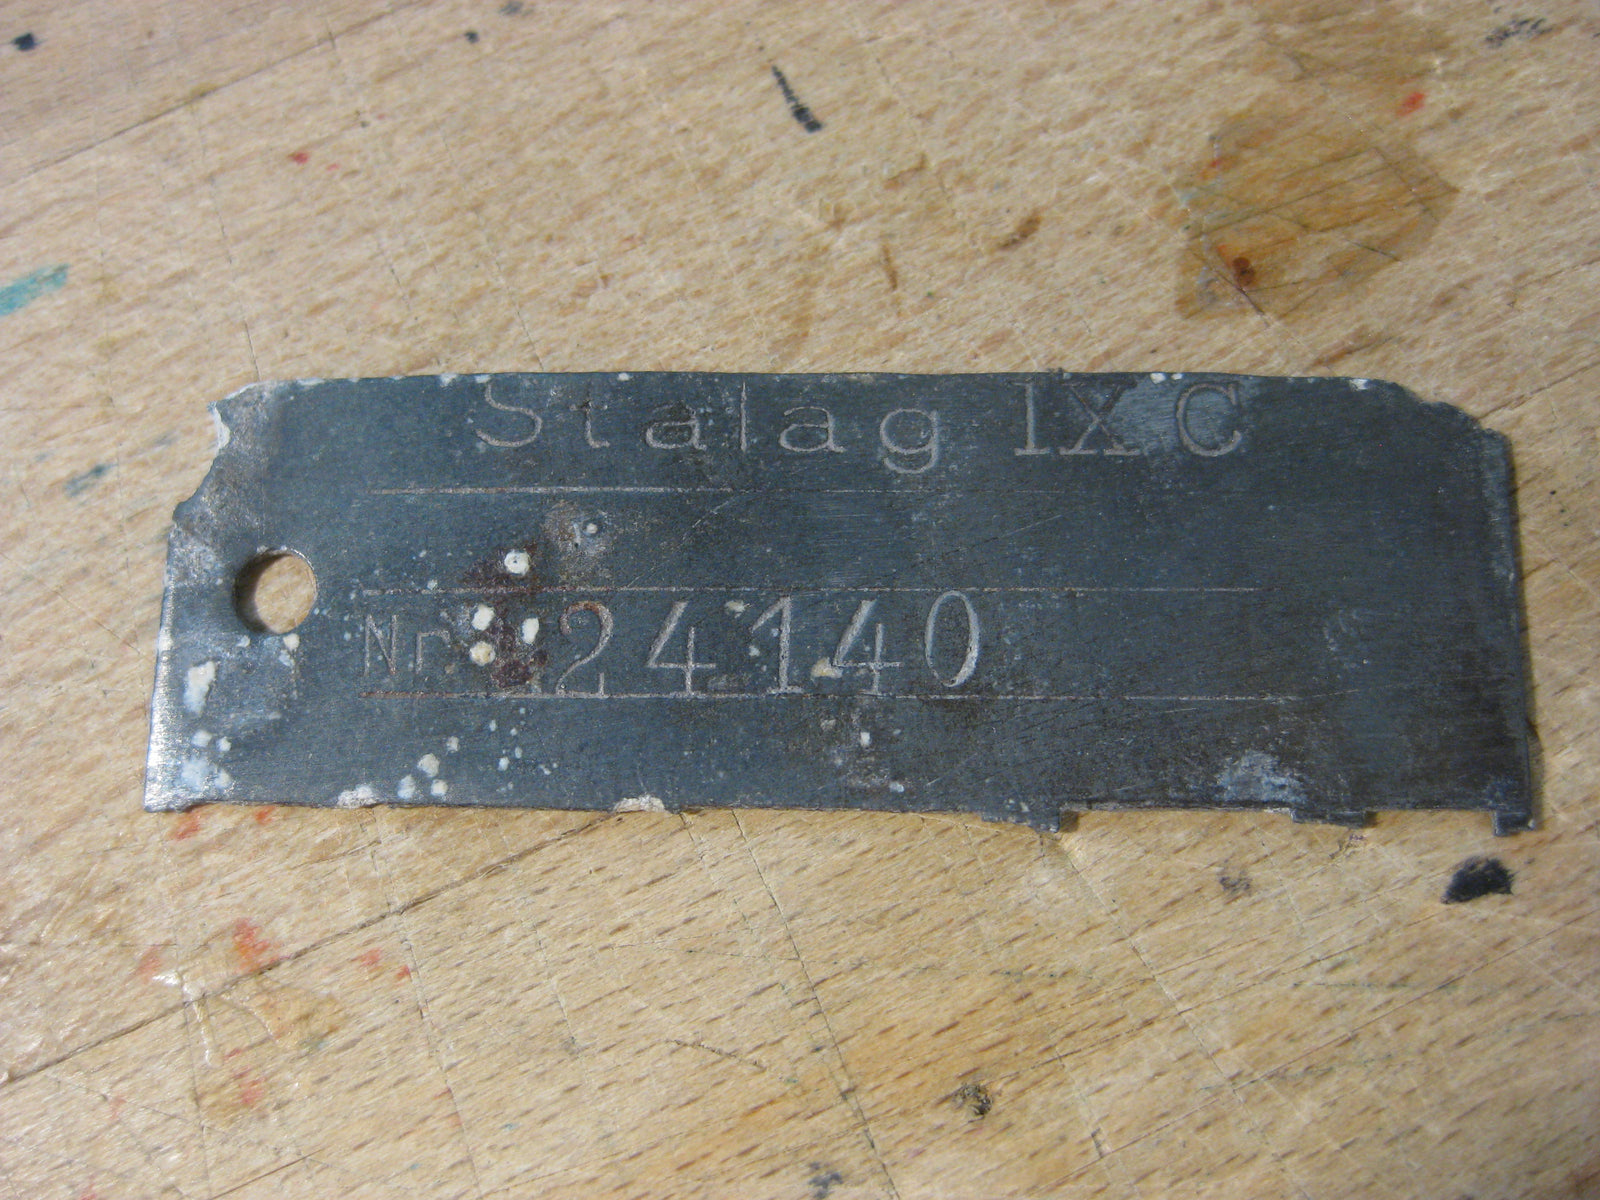 Stalag IX C
Nr. 24140